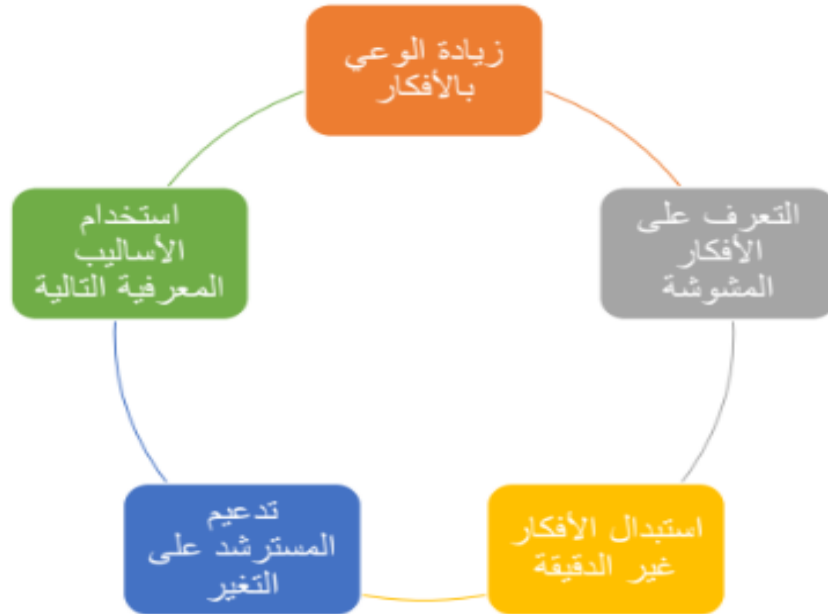 زيادة الوعي
بالأفكار
التعرف على
الأفكار
المشوشة
استبدال الأفكار
غير الدقيقة
تدعيم
المسترشد على
التغير
استخدام
الأساليب
المعرفية التالية